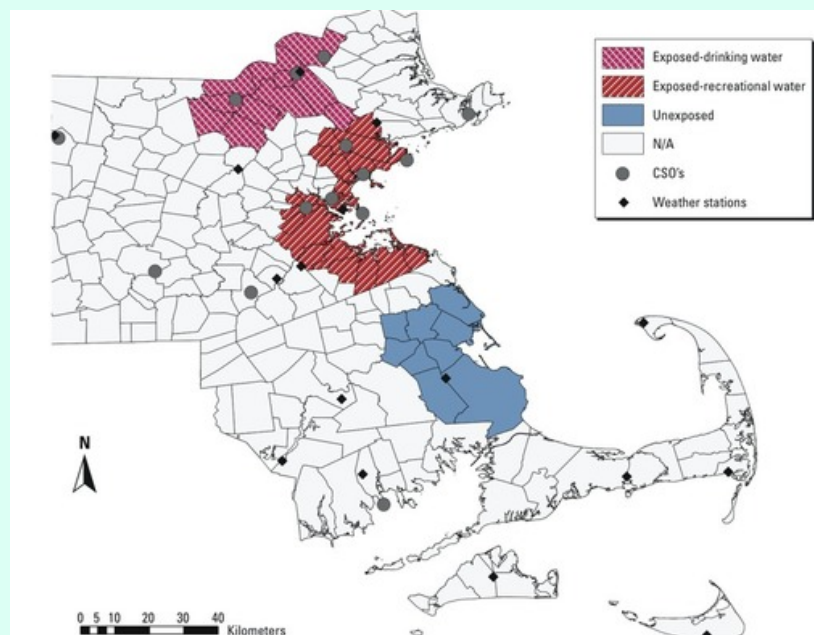 Exposed-drinking water
Exposed-recreational water
Unexposed
N/A
CSO's
Weather stations
N
0 5 10 20 30 40
Kilometers